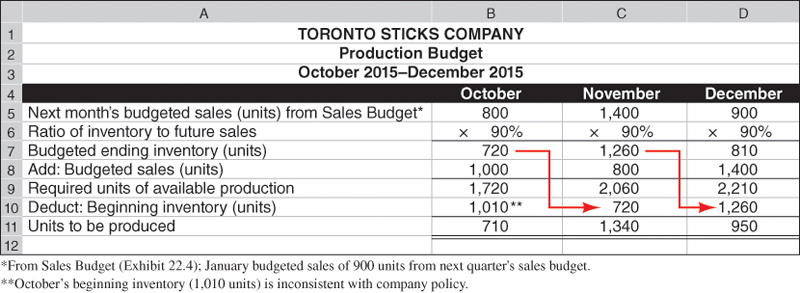 A B C D
1 TORONTO STICKS COMPANY
2 Production Budget
3 October 2015–December 2015
4 October November December
5 Next month's budgeted sales (units) from Sales Budget* 800 1,400 900
6 Ratio of inventory to future sales × 90% × 90% × 90%
7 Budgeted ending inventory (units) 720 1,260 810
8 Add: Budgeted sales (units) 1,000 800 1,400
9 Required units of available production 1,720 2,060 2,210
10 Deduct: Beginning inventory (units) 1,010** 720 1,260
11 Units to be produced 710 1,340 950
12
*From Sales Budget (Exhibit 22.4); January budgeted sales of 900 units from next quarter's sales budget.
**October's beginning inventory (1,010 units) is inconsistent with company policy.